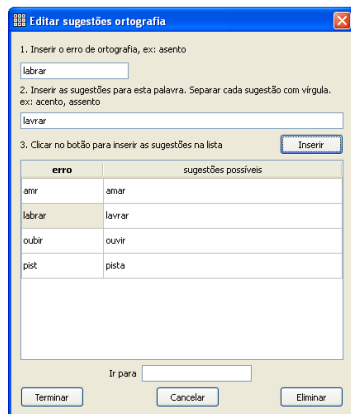 Editar sugestões ortografia
1. Inserir o erro de ortografia, ex: asento
labrar
2. Inserir as sugestões para esta palavra. Separar cada sugestão com vírgula.
ex: acento, assento
lavrar
3. Clicar no botão para inserir as sugestões na lista
Inserir
erro sugestões possíveis
amr amar
labrar lavrar
oubir ouvir
pist pista
Ir para
Terminar Cancelar Eliminar